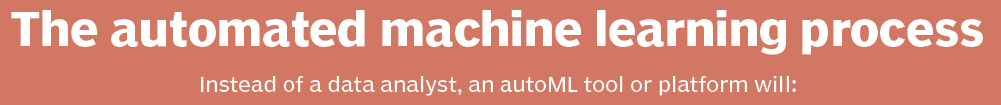 The automated machine learning process
Instead of a data analyst, an autoML tool or platform will: